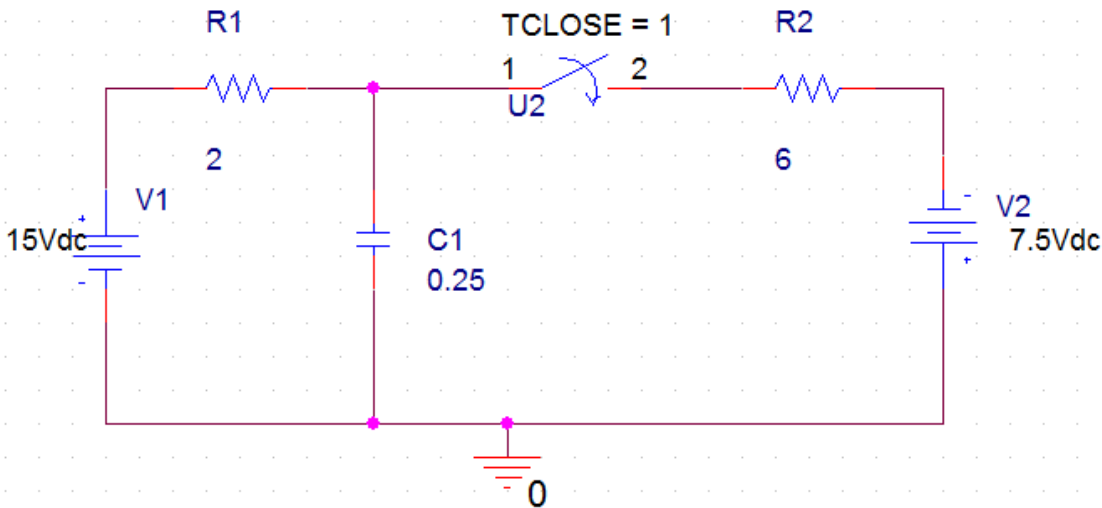 R1
TCLOSE = 1
R2
1
2
U2
2
6
V1
+
15Vdc
-
C1
0.25
-
V2
7.5Vdc
+
0